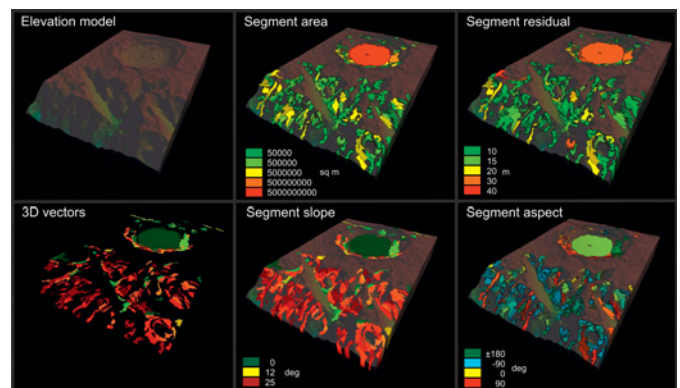 Elevation model
Segment area
50000
500000
5000000
500000000
5000000000
sq m
Segment residual
10
15
20 m
30
40
3D vectors
Segment slope
0
12 deg
25
Segment aspect
±180
-90
0 deg
90